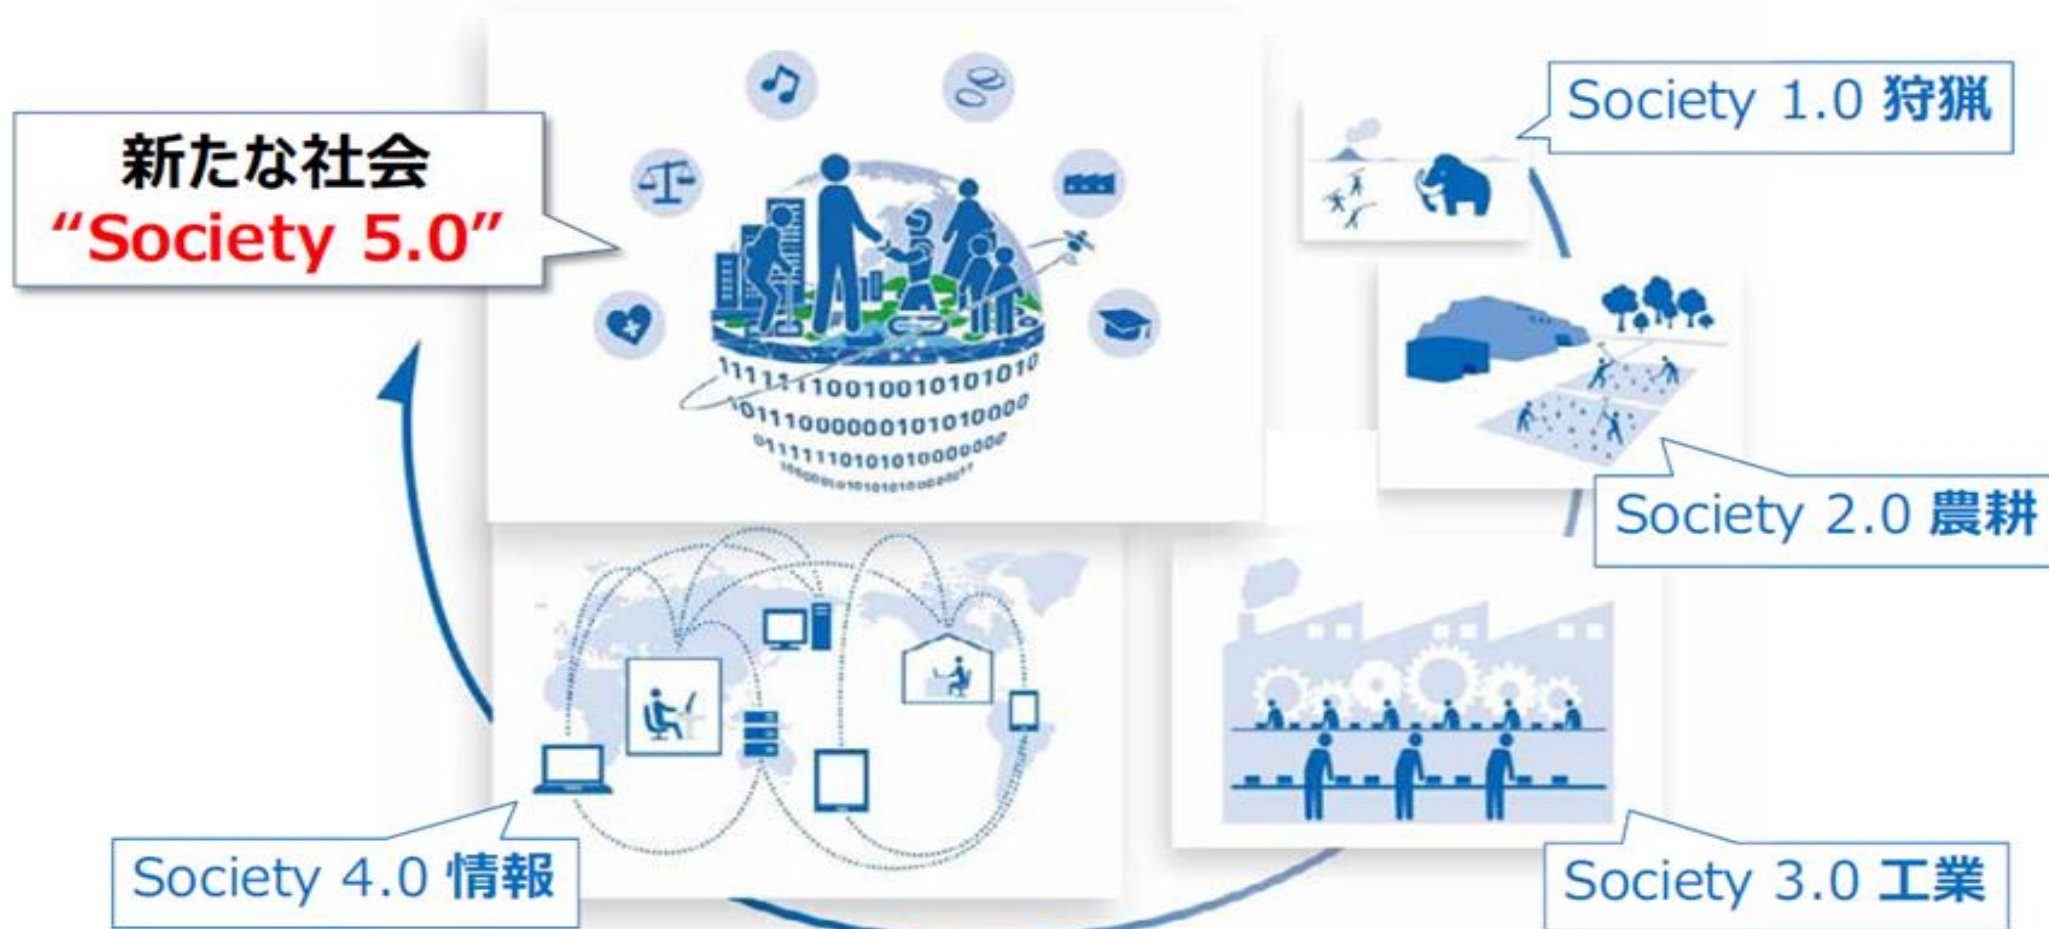 新たな社会
“Society 5.0”
Society 1.0 狩猟
Society 2.0 農耕
Society 3.0 工業
Society 4.0 情報